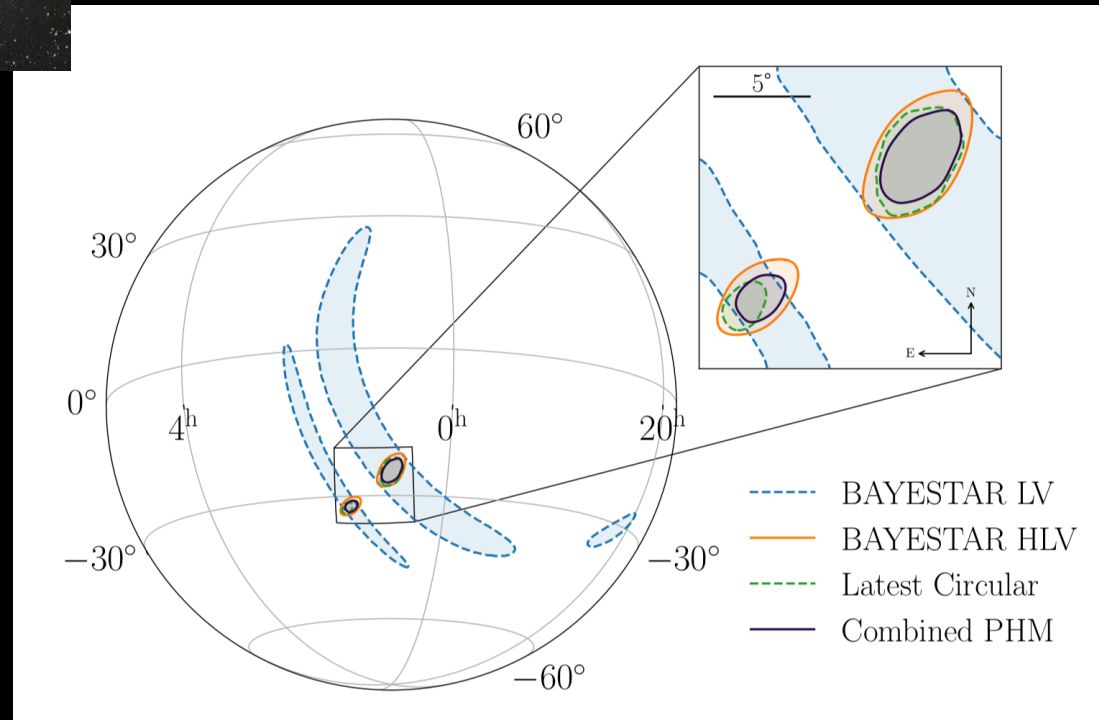 60°
5°
30°
N
E
0°
4h
0h
20h
−30°
−30°
−60°
BAYESTAR LV
BAYESTAR HLV
Latest Circular
Combined PHM